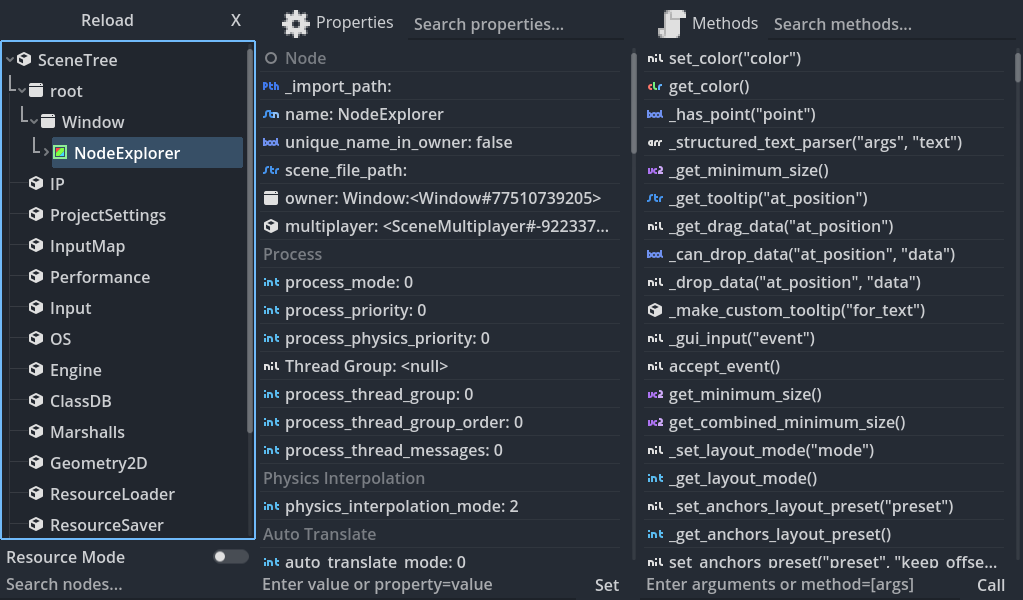 Reload
X
SceneTree
root
Window
NodeExplorer
IP
ProjectSettings
InputMap
Performance
Input
OS
Engine
ClassDB
Marshalls
Geometry2D
ResourceLoader
ResourceSaver
Resource Mode
Search nodes...
Properties
Search properties...
Node
Pth _import_path:
Sn name: NodeExplorer
bool unique_name_in_owner: false
Str scene_file_path:
owner: Window:<Window#77510739205>
multiplayer: <SceneMultiplayer#-922337...
Process
int process_mode: 0
int process_priority: 0
int process_physics_priority: 0
nil Thread Group: <null>
int process_thread_group: 0
int process_thread_group_order: 0
int process_thread_messages: 0
Physics Interpolation
int physics_interpolation_mode: 2
Auto Translate
int auto_translate_mode: 0
Enter value or property=value
Set
Methods
Search methods...
nil set_color("color")
clr get_color()
bool _has_point("point")
arr _structured_text_parser("args", "text")
vc2 _get_minimum_size()
Str _get_tooltip("at_position")
nil _get_drag_data("at_position")
bool _can_drop_data("at_position", "data")
nil _drop_data("at_position", "data")
_make_custom_tooltip("for_text")
nil _gui_input("event")
nil accept_event()
vc2 get_minimum_size()
vc2 get_combined_minimum_size()
nil _set_layout_mode("mode")
int _get_layout_mode()
nil _set_anchors_layout_preset("preset")
int _get_anchors_layout_preset()
nil set_anchors_preset("preset", "keep_offse...
Enter arguments or method=[args]
Call